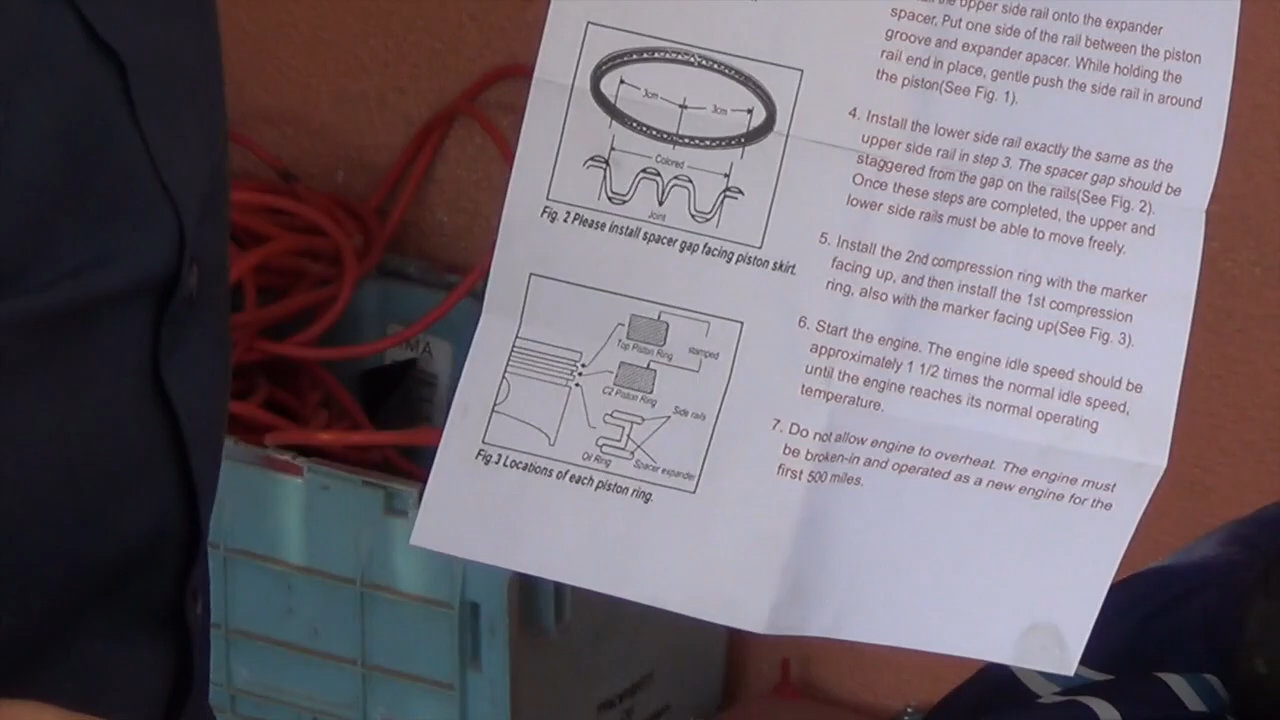 3cm
3cm
Colored
Joint
Fig. 2 Please Install spacer gap facing piston skirt.
Top Piston Ring
stamped
C2 Piston Ring
Side rails
Oil Ring
Spacer expander
Fig.3 Locations of each piston ring.
the upper side rail onto the expander
spacer. Put one side of the rail between the piston
groove and expander apacer. While holding the
rail end in place, gentle push the side rail in around
the piston(See Fig. 1).
4. Install the lower side rail exactly the same as the
upper side rail in step 3. The spacer gap should be
staggered from the gap on the rails(See Fig. 2).
Once these steps are completed, the upper and
lower side rails must be able to move freely.
5. Install the 2nd compression ring with the marker
facing up, and then install the 1st compression
ring, also with the marker facing up(See Fig. 3).
6. Start the engine. The engine idle speed should be
approximately 1 1/2 times the normal idle speed,
until the engine reaches its normal operating
temperature.
7. Do not allow engine to overheat. The engine must
be broken-in and operated as a new engine for the
first 500 miles.